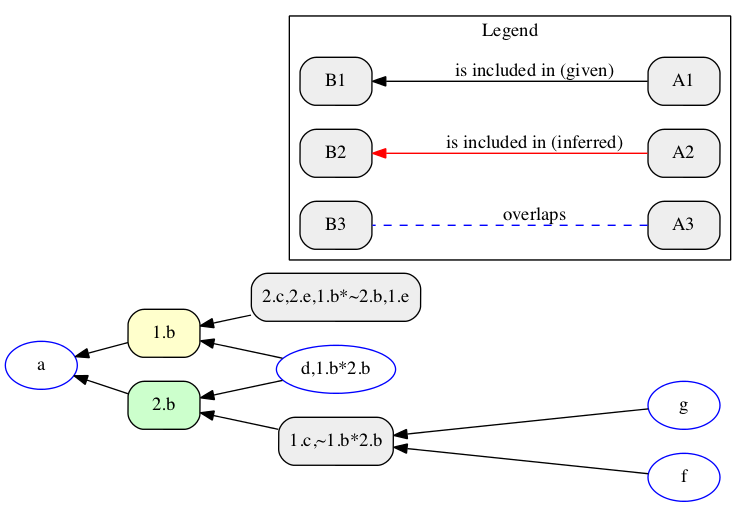 Legend
B1
is included in (given)
A1
B2
is included in (inferred)
A2
B3
overlaps
A3
2.c,2.e,1.b*~2.b,1.e
1.b
a
d,1.b*2.b
2.b
g
1.c,~1.b*2.b
f